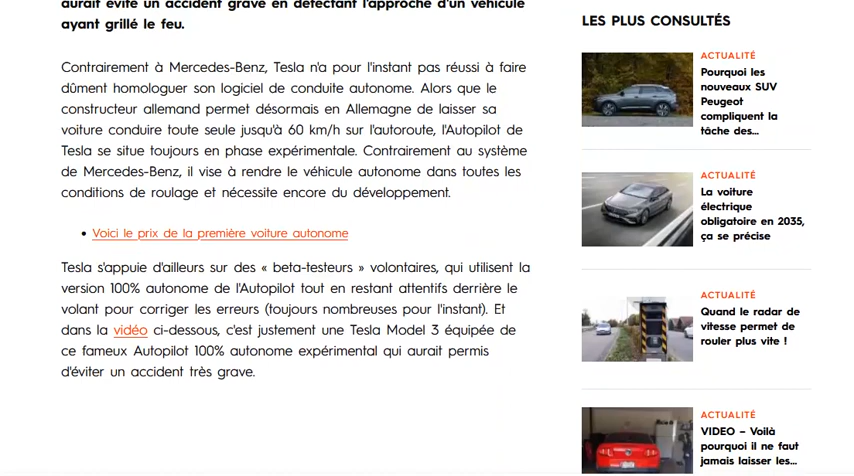 aurait évité un accident grave en détectant l'approche d'un véhicule
ayant grillé le feu.
Contrairement à Mercedes-Benz, Tesla n'a pour l'instant pas réussi à faire
dûment homologuer son logiciel de conduite autonome. Alors que le
constructeur allemand permet désormais en Allemagne de laisser sa
voiture conduire toute seule jusqu'à 60 km/h sur l'autoroute, l'Autopilot de
Tesla se situe toujours en phase expérimentale. Contrairement au système
de Mercedes-Benz, il vise à rendre le véhicule autonome dans toutes les
conditions de roulage et nécessite encore du développement.
• Voici le prix de la première voiture autonome
Tesla s'appuie d'ailleurs sur des « beta-testeurs » volontaires, qui utilisent la
version 100% autonome de l'Autopilot tout en restant attentifs derrière le
volant pour corriger les erreurs (toujours nombreuses pour l'instant). Et
dans la vidéo ci-dessous, c'est justement une Tesla Model 3 équipée de
ce fameux Autopilot 100% autonome expérimental qui aurait permis
d'éviter un accident très grave.
LES PLUS CONSULTÉS
ACTUALITÉ
Pourquoi les
nouveaux SUV
Peugeot
compliquent la
tâche des...
ACTUALITÉ
La voiture
électrique
obligatoire en 2035,
ça se précise
ACTUALITÉ
Quand le radar de
vitesse permet de
rouler plus vite !
ACTUALITÉ
VIDEO – Voilà
pourquoi il ne faut
jamais laisser les...